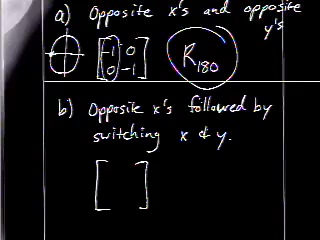 a) Opposite x's and opposite
y's
[-1 0
0 -1] R180
b) Opposite x's followed by
switching x & y.
[ ]